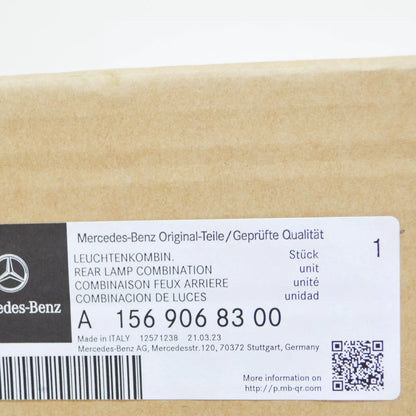 Mercedes-Benz Original-Teile/Geprüfte Qualität
LEUCHTENKOMBIN. Stück 1
REAR LAMP COMBINATION unit
COMBINAISON FEUX ARRIERE unité
COMBINACION DE LUCES unidad
edes-Benz
A 156 906 83 00
Made in ITALY 12571238 21.03.23
Mercedes-Benz AG, Mercedesstr.120, 70372 Stuttgart, Germany
More information on
http://p.mb-qr.com